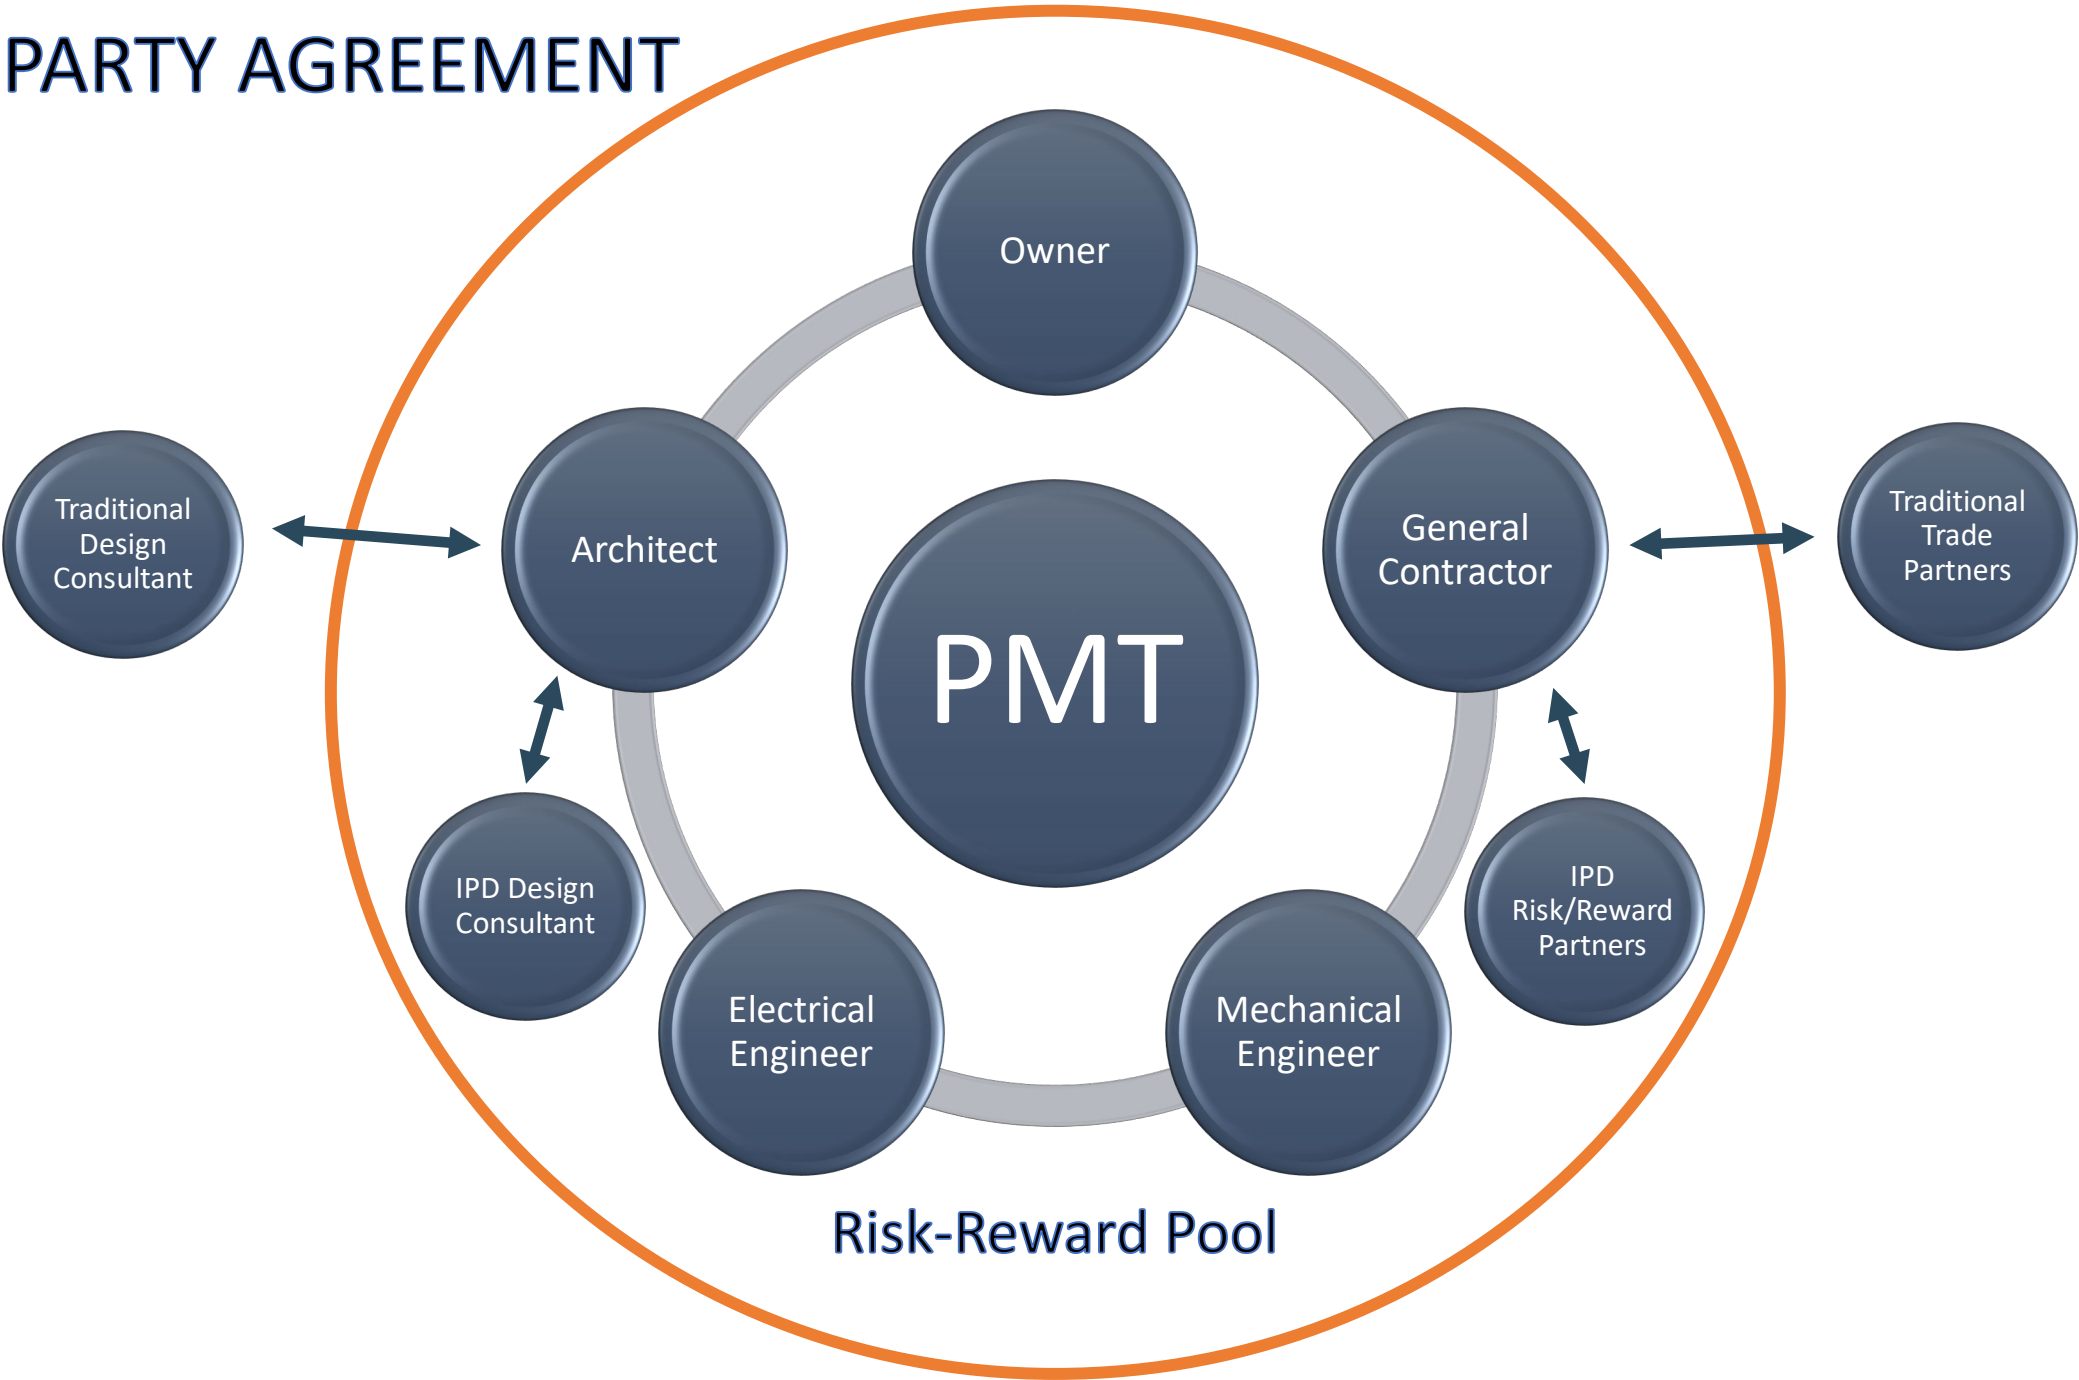 PARTY AGREEMENT
Owner
Traditional
Design
Consultant
Architect
General
Contractor
Traditional
Trade
Partners
PMT
IPD Design
Consultant
IPD
Risk/Reward
Partners
Electrical
Engineer
Mechanical
Engineer
Risk-Reward Pool